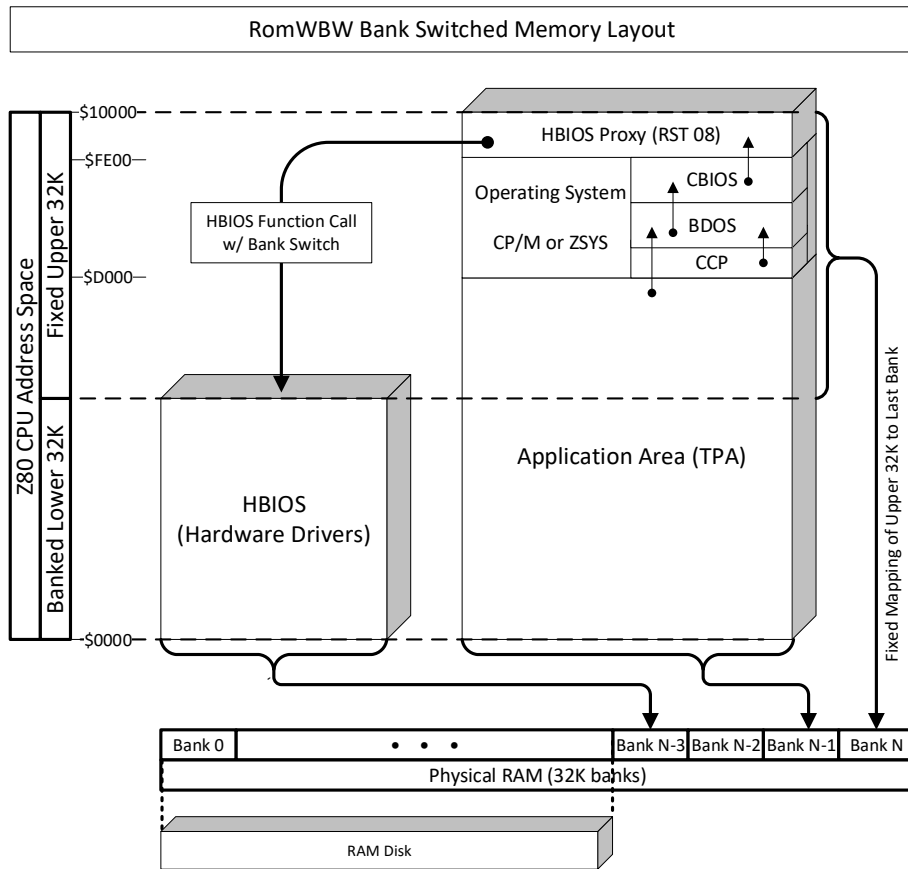 RomWBW Bank Switched Memory Layout
$10000
$FE00
$D000
$0000
Z80 CPU Address Space
Fixed Upper 32K
Banked Lower 32K
HBIOS Function Call
w/ Bank Switch
HBIOS Proxy (RST 08)
Operating System
CP/M or ZSYS
CBIOS
BDOS
CCP
HBIOS
(Hardware Drivers)
Application Area (TPA)
Fixed Mapping of Upper 32K to Last Bank
Bank 0
• • •
Bank N-3
Bank N-2
Bank N-1
Bank N
Physical RAM (32K banks)
RAM Disk